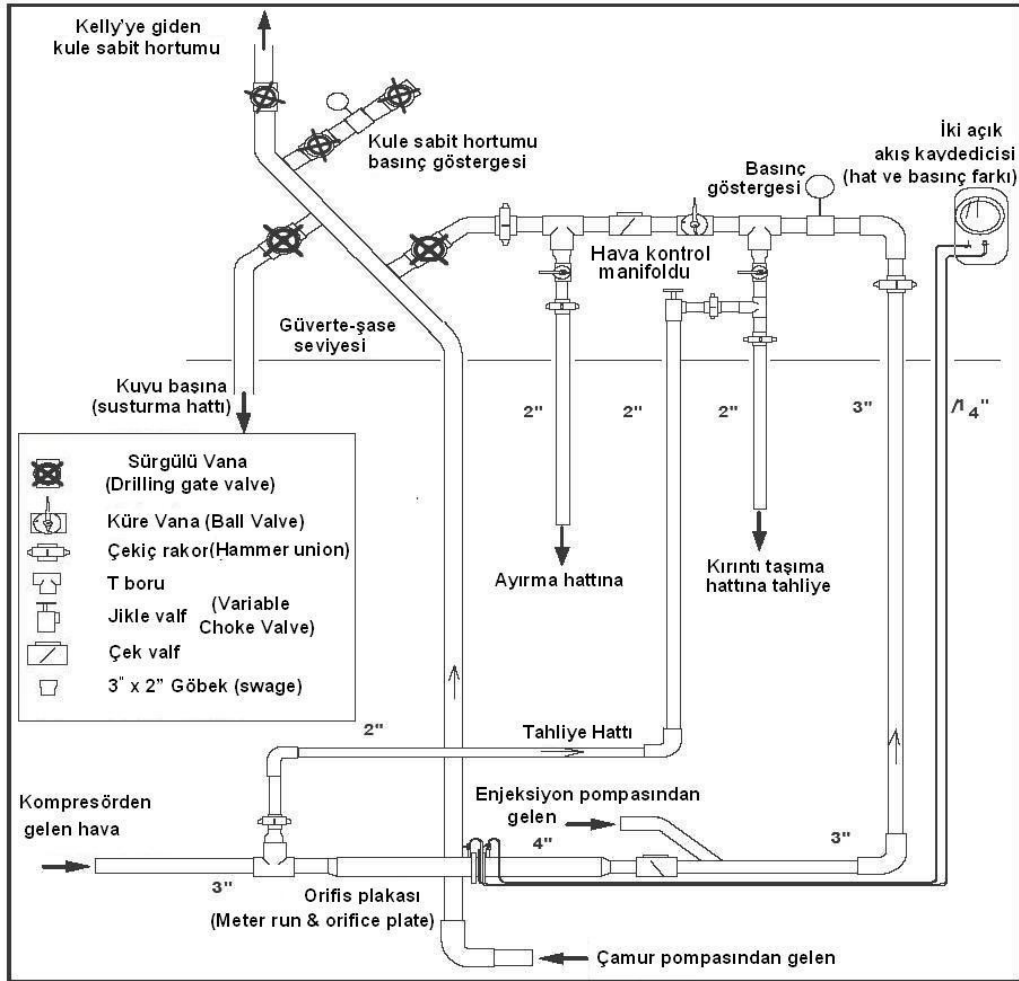 Kelly'ye giden
kule sabit hortumu
Kule sabit hortumu
basınç göstergesi
İki açık
akış kaydedicisi
(hat ve basınç farkı)
Basınç
göstergesi
Hava kontrol
manifoldu
Güverte-şase
seviyesi
Kuyu başına
(susturma hattı)
2"
2"
2"
3"
/1 4"
Sürgülü Vana
(Drilling gate valve)
Küre Vana (Ball Valve)
Çekiç rakor(Hammer union)
T boru
Jikle valf (Variable
Choke Valve)
Çek valf
3" x 2" Göbek (swage)
Ayırma hattına
Kırıntı taşıma
hattına tahliye
2"
Tahliye Hattı
Kompresörden
gelen hava
Enjeksiyon pompasından
gelen
4"
3"
3"
Orifis plakası
(Meter run & orifice plate)
Çamur pompasından gelen